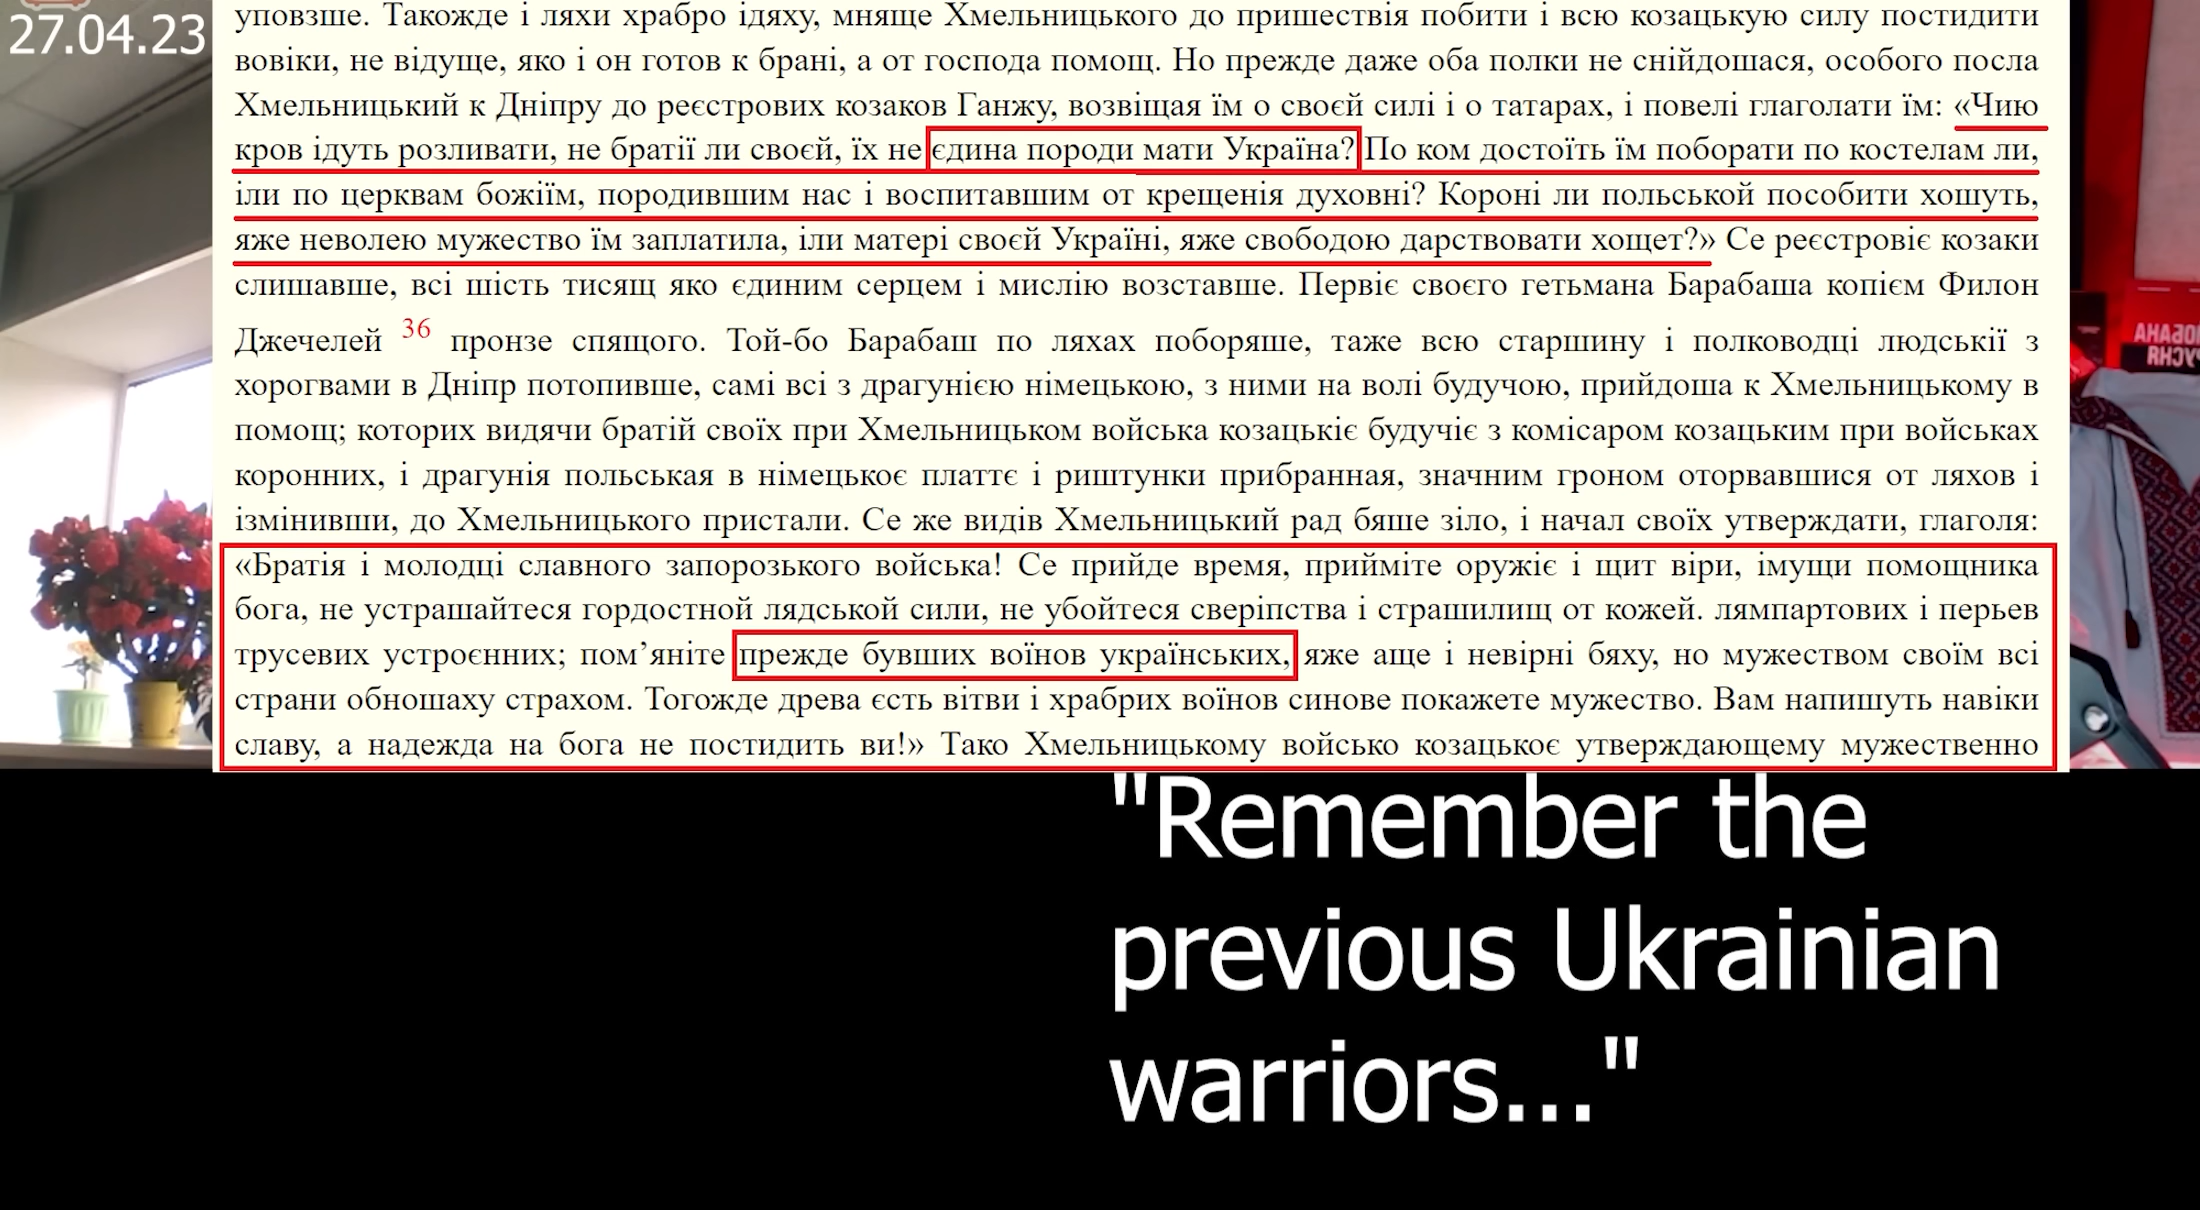 27.04.23
уповзше. Такожде і ляхи храбро ідяху, мняще Хмельницького до пришествія побити і всю козацькую силу постидити
вовіки, не відуще, яко і он готов к брані, а от господа помощ. Но прежде даже оба полки не снійдошася, особого посла
Хмельницький к Дніпру до реєстрових козаков Ганжу, возвіщая їм о своєй силі і о татарах, і повелі глаголати їм: «Чию
кров ідуть розливати, не братії ли своєй, їх не єдина породи мати Україна? По ком достоїть їм поборати по костелам ли,
іли по церквам божіїм, породившим нас і воспитавшим от крещенія духовні? Короні ли польськой пособити хошуть,
яже неволею мужество їм заплатила, іли матері своєй Україні, яже свободою дарствовати хощет?» Се реєстровіє козаки
слишавше, всі шість тисящ яко єдиним серцем і мислію возставше. Первіє своєго гетьмана Барабаша копієм Филон
Джечелей 36 пронзе спящого. Той-бо Барабаш по ляхах поборяше, таже всю старшину і полководці людськії з
хорогвами в Дніпр потопивше, самі всі з драгунією німецькою, з ними на волі будучою, прийдоша к Хмельницькому в
помощ; которих видячи братій своїх при Хмельницьком войська козацькіє будучіє з комісаром козацьким при войськах
коронних, і драгунія польськая в німецькоє платтє і риштунки прибранная, значним гроном оторвавшися от ляхов і
ізмінивши, до Хмельницького пристали. Се же видів Хмельницький рад бяше зіло, і начал своїх утверждати, глаголя:
«Братія і молодці славного запорозького войська! Се прийде время, прийміте оружіє і щит віри, імущи помощника
бога, не устрашайтеся гордостной лядської сили, не убойтеся сверіпства і страшилищ от кожей. лямпартових і перьев
трусевих устроєнних; пом’яніте прежде бувших воїнов українських, яже аще і невірні бяху, но мужеством своїм всі
страни обношаху страхом. Тогожде древа єсть вітви і храбрих воїнов синове покажете мужество. Вам напишуть навіки
славу, а надежда на бога не постидить ви!» Тако Хмельницькому войсько козацькоє утверждающему мужественно
"Remember the
previous Ukrainian
warriors..."